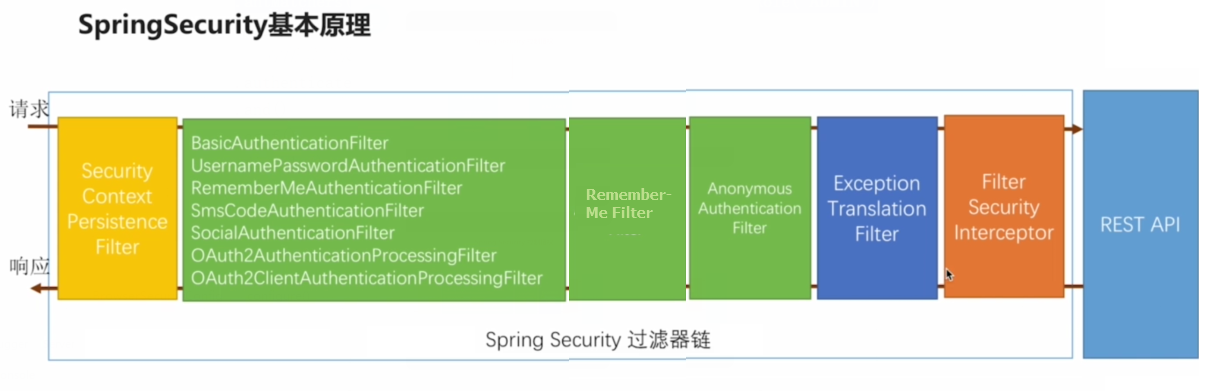 SpringSecurity基本原理
请求
响应
Security
Context
Persistence
Filter
BasicAuthenticationFilter
UsernamePasswordAuthenticationFilter
RememberMeAuthenticationFilter
SmsCodeAuthenticationFilter
SocialAuthenticationFilter
OAuth2AuthenticationProcessingFilter
OAuth2ClientAuthenticationProcessingFilter
Remember-
Me Filter
Anonymous
Authentication
Filter
Exception
Translation
Filter
Filter
Security
Interceptor
REST API
Spring Security 过滤器链